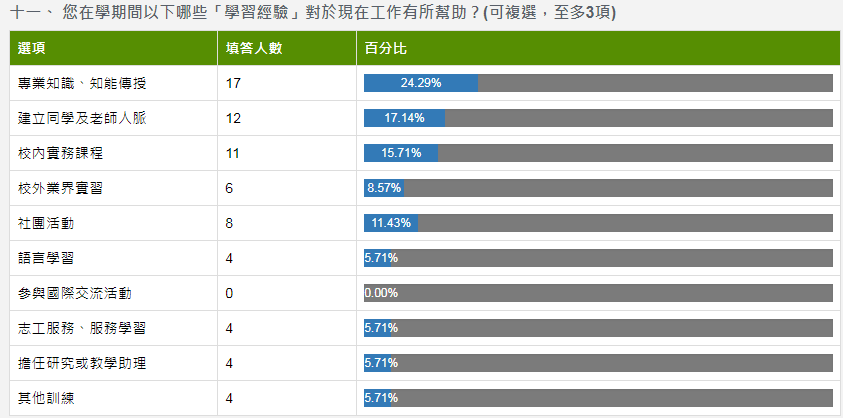 十一、 您在學期間以下哪些「學習經驗」對於現在工作有所幫助？(可複選，至多3項)
選項 填答人數 百分比
專業知識、知能傳授 17 24.29%
建立同學及老師人脈 12 17.14%
校內實務課程 11 15.71%
校外業界實習 6 8.57%
社團活動 8 11.43%
語言學習 4 5.71%
參與國際交流活動 0 0.00%
志工服務、服務學習 4 5.71%
擔任研究或教學助理 4 5.71%
其他訓練 4 5.71%